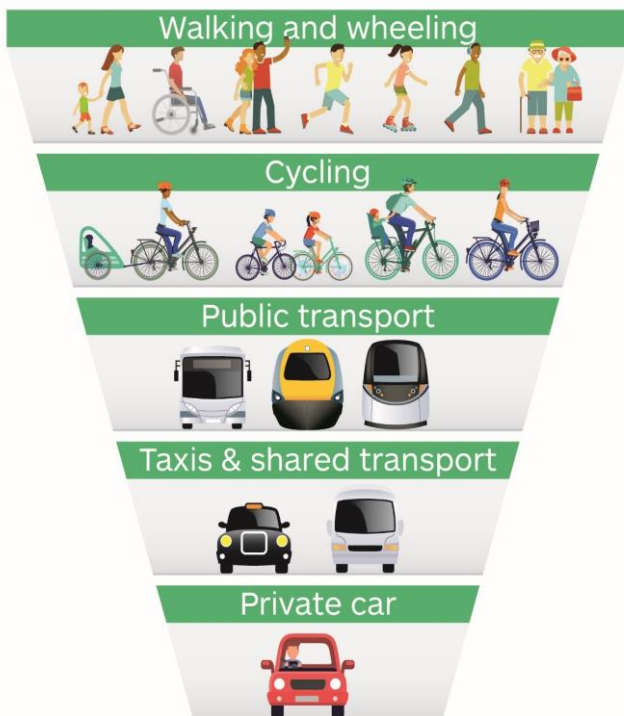 Walking and wheeling
Cycling
Public transport
Taxis & shared transport
Private car